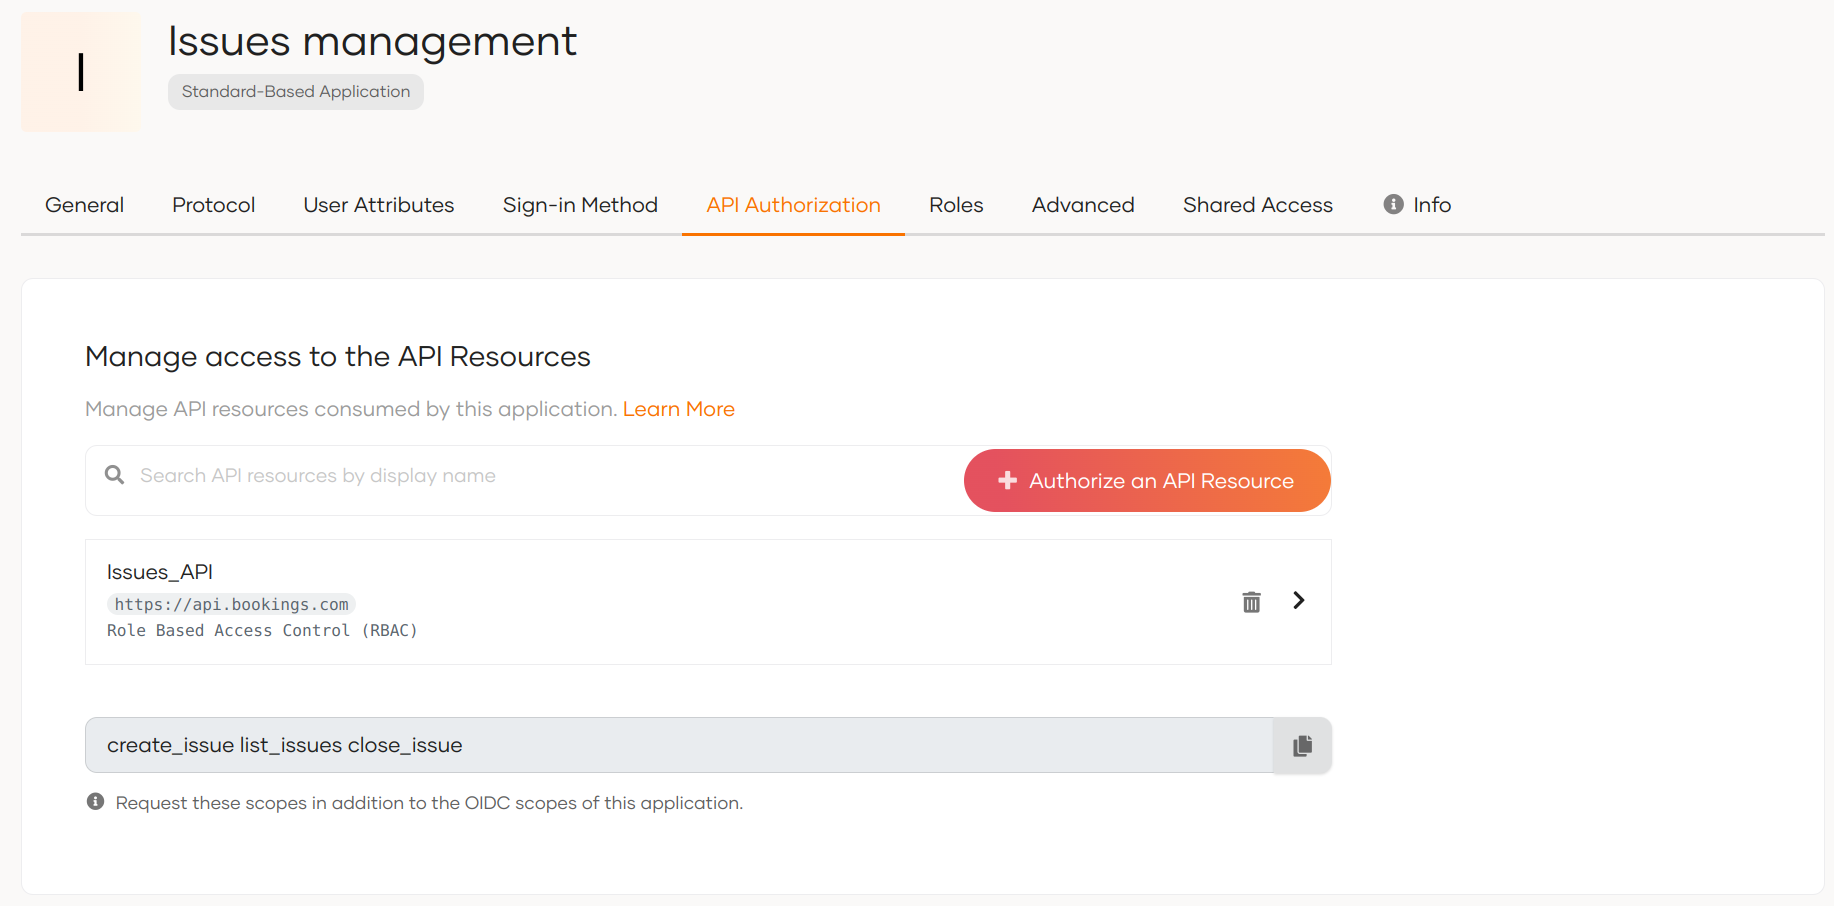 I
Issues management
Standard-Based Application
General Protocol User Attributes Sign-in Method API Authorization Roles Advanced Shared Access Info
Manage access to the API Resources
Manage API resources consumed by this application. Learn More
Search API resources by display name
Authorize an API Resource
Issues_API
https://api.bookings.com
Role Based Access Control (RBAC)
create_issue list_issues close_issue
Request these scopes in addition to the OIDC scopes of this application.